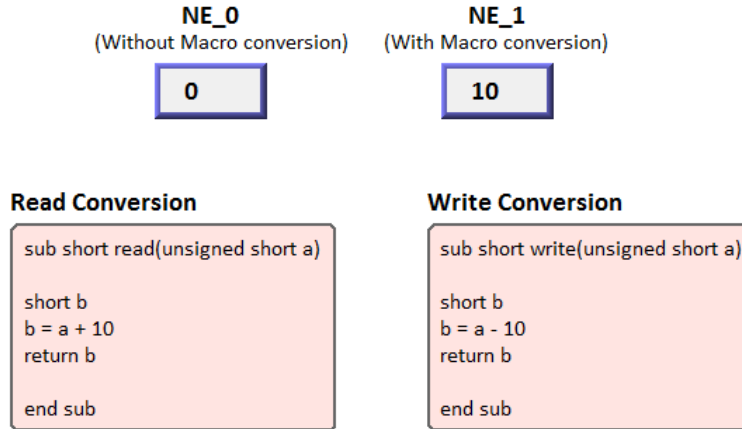 NE_0
(Without Macro conversion)
0
NE_1
(With Macro conversion)
10
Read Conversion
sub short read(unsigned short a)
short b
b = a + 10
return b
end sub
Write Conversion
sub short write(unsigned short a)
short b
b = a - 10
return b
end sub